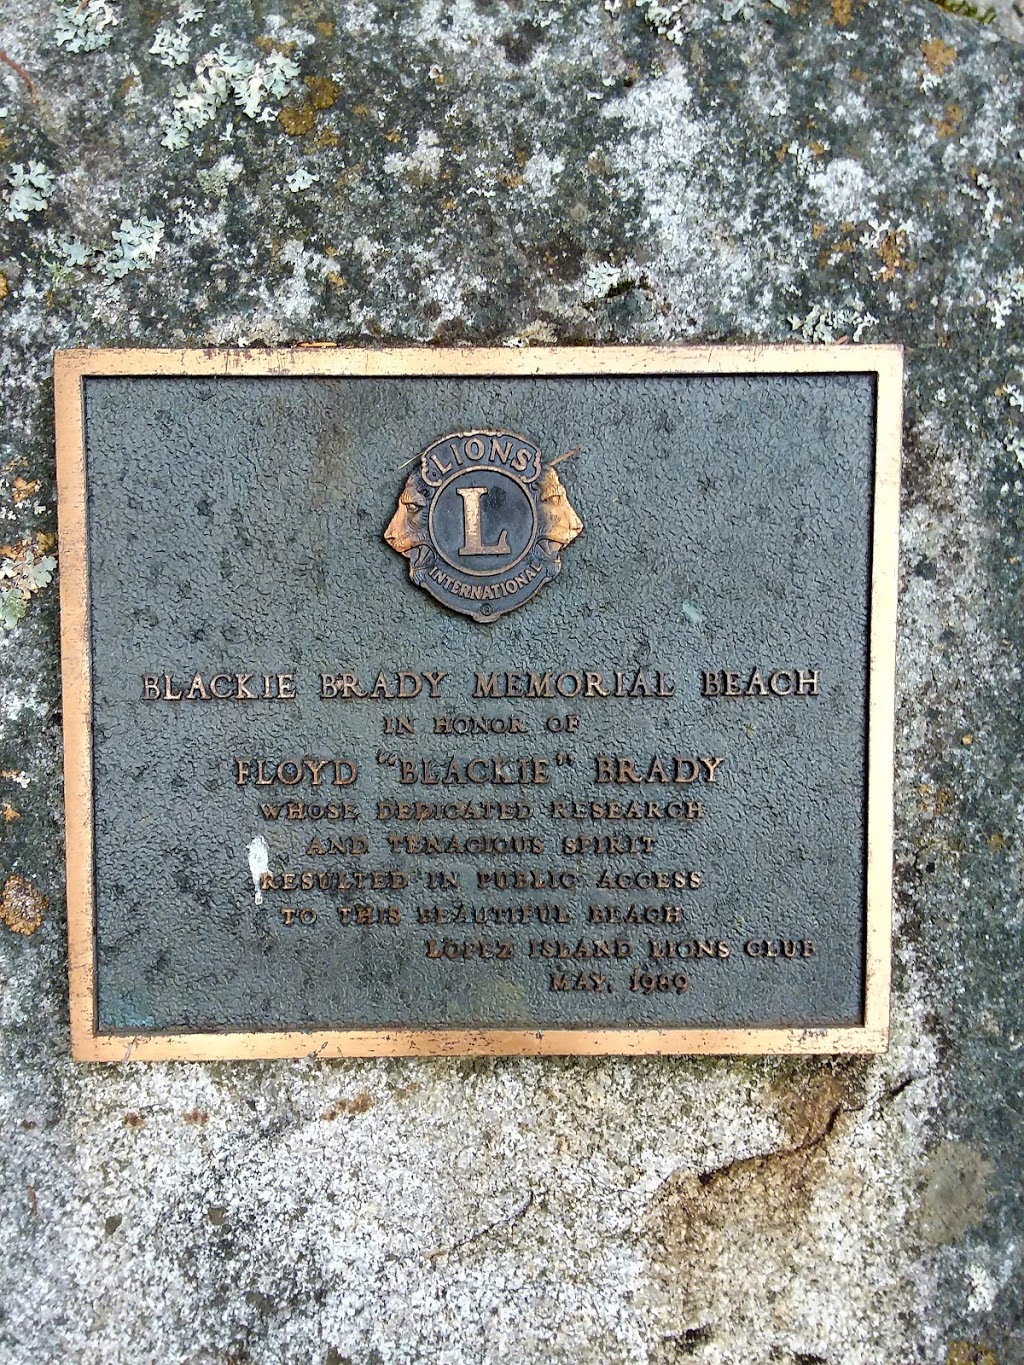 LIONS
L
INTERNATIONAL
®
BLACKIE BRADY MEMORIAL BEACH
IN HONOR OF
FLOYD "BLACKIE" BRADY
WHOSE DEDICATED RESEARCH
AND TENACIOUS SPIRIT
RESULTED IN PUBLIC ACCESS
TO THIS BEAUTIFUL BEACH
LOPEZ ISLAND LIONS CLUB
MAY, 1989